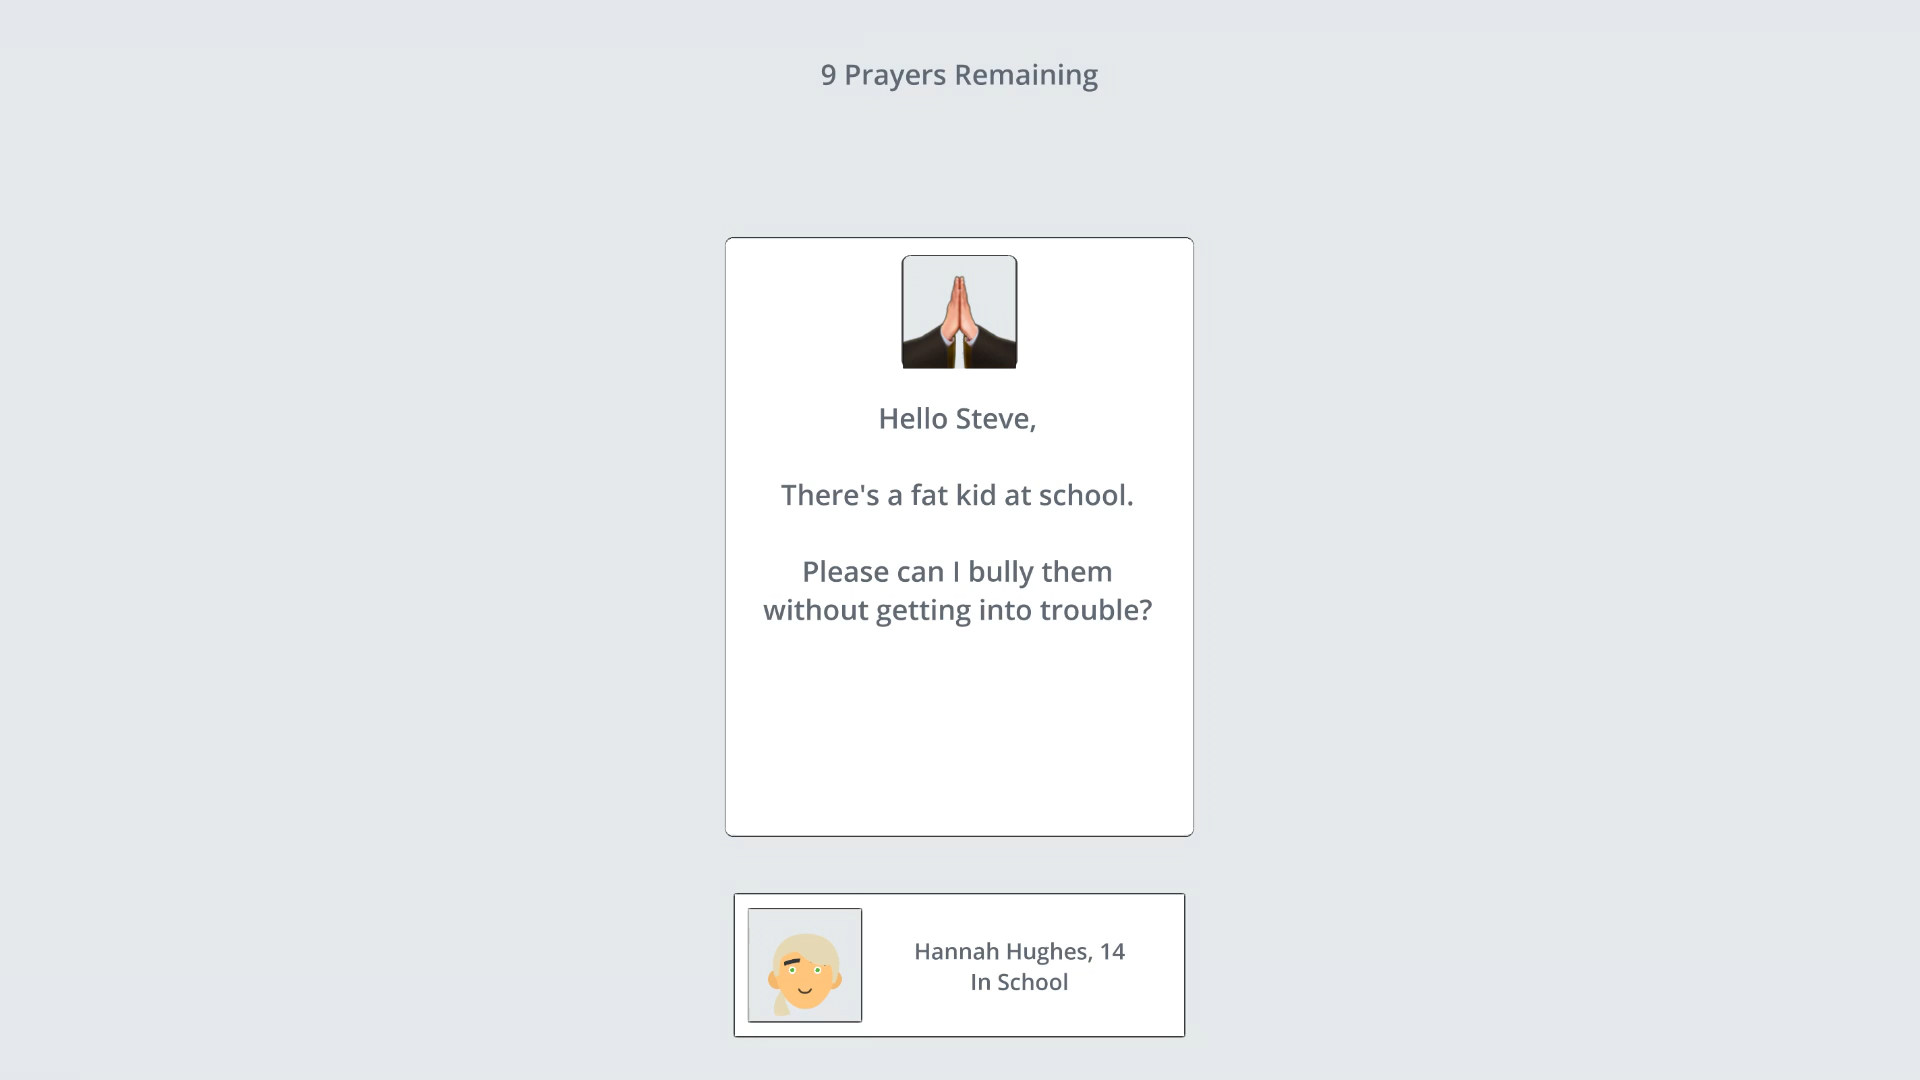 9 Prayers Remaining
Hello Steve,
There's a fat kid at school.
Please can I bully them
without getting into trouble?
Hannah Hughes, 14
In School